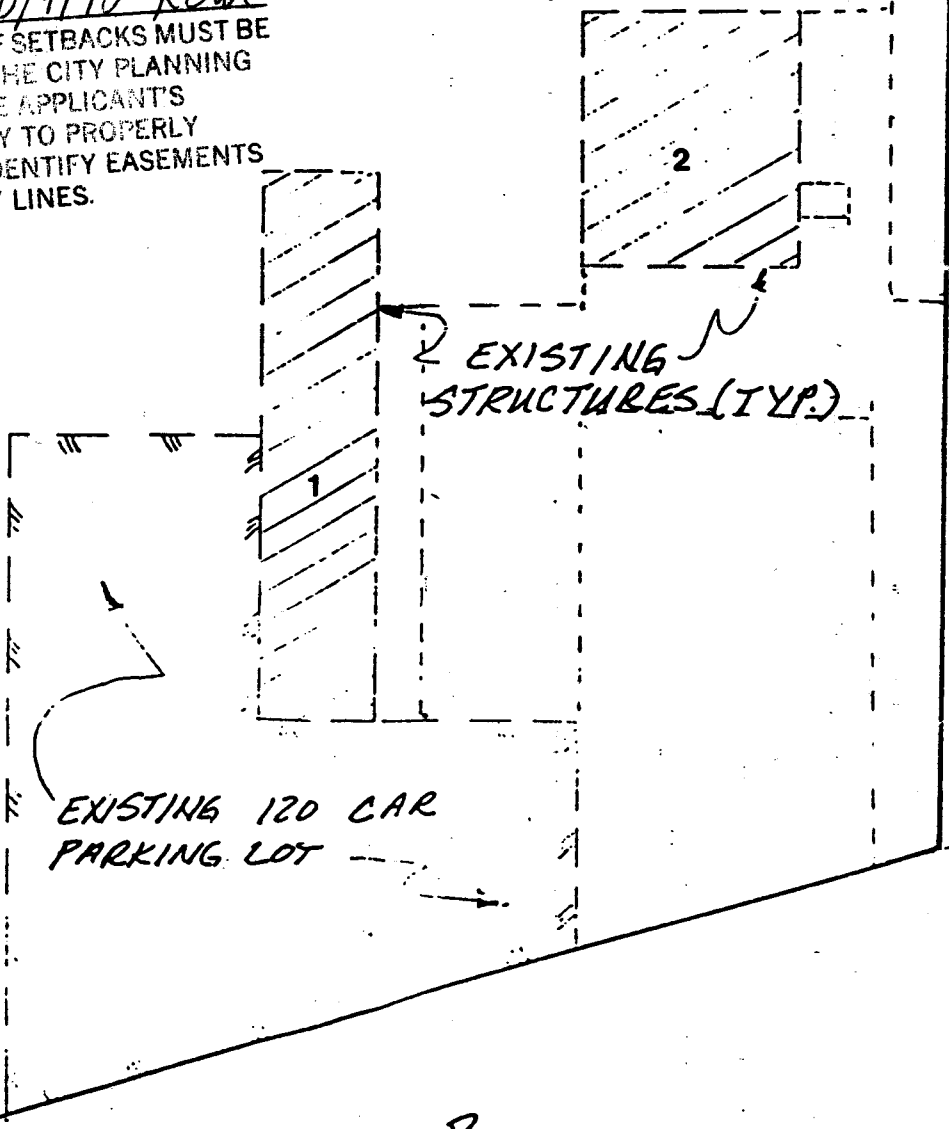 F SETBACKS MUST BE
HE CITY PLANNING
E APPLICANT'S
Y TO PROPERLY
DENTIFY EASEMENTS
Y LINES.
2
EXISTING
STRUCTURES (TYP.)
1
EXISTING 120 CAR
PARKING LOT